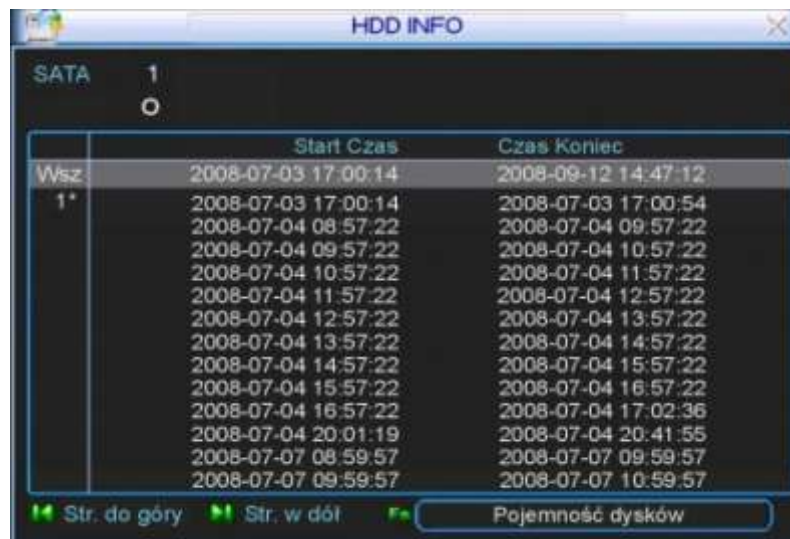 HDD INFO
SATA 1
O
Start Czas Czas Koniec
Wsz 2008-07-03 17:00:14 2008-09-12 14:47:12
1* 2008-07-03 17:00:14 2008-07-03 17:00:54
2008-07-04 08:57:22 2008-07-04 09:57:22
2008-07-04 09:57:22 2008-07-04 10:57:22
2008-07-04 10:57:22 2008-07-04 11:57:22
2008-07-04 11:57:22 2008-07-04 12:57:22
2008-07-04 12:57:22 2008-07-04 13:57:22
2008-07-04 13:57:22 2008-07-04 14:57:22
2008-07-04 14:57:22 2008-07-04 15:57:22
2008-07-04 15:57:22 2008-07-04 16:57:22
2008-07-04 16:57:22 2008-07-04 17:02:36
2008-07-04 20:01:19 2008-07-04 20:41:55
2008-07-07 08:59:57 2008-07-07 09:59:57
2008-07-07 09:59:57 2008-07-07 10:59:57
Str. do góry Str. w dół Fn Pojemność dysków